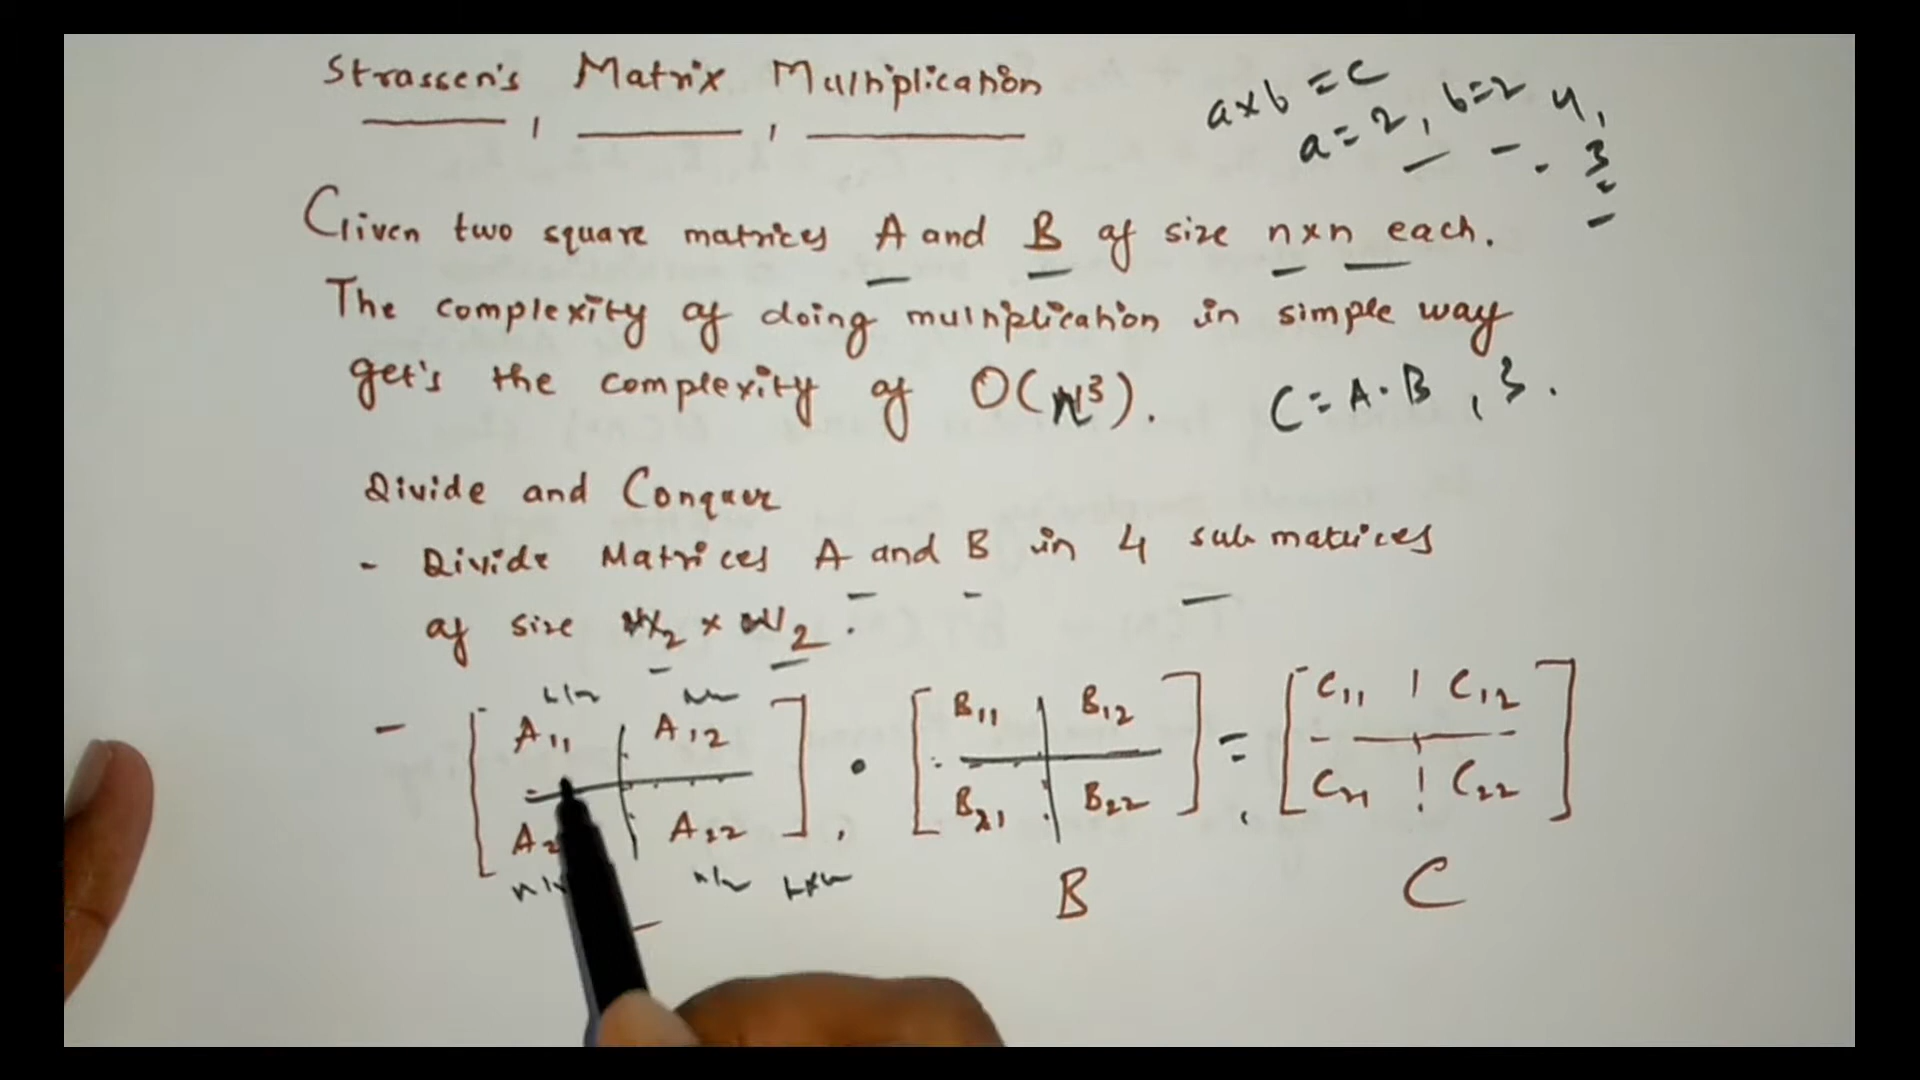 Strassen's Matrix Multiplication
a×b = c
a = 2, b=2 4,
3
Given two square matrices A and B of size n×n each.
The complexity of doing multiplication in simple way
get's the complexity of O(n³).
C = A · B , 3 .
Divide and Conquer
- Divide Matrices A and B in 4 sub matrices
of size N/2 × N/2 .
- [ A11 A12 ] · [ B11 B12 ] = [ C11 C12 ]
[ A22 ] , [ B21 B22 ] [ C21 C22 ]
n/2
B C